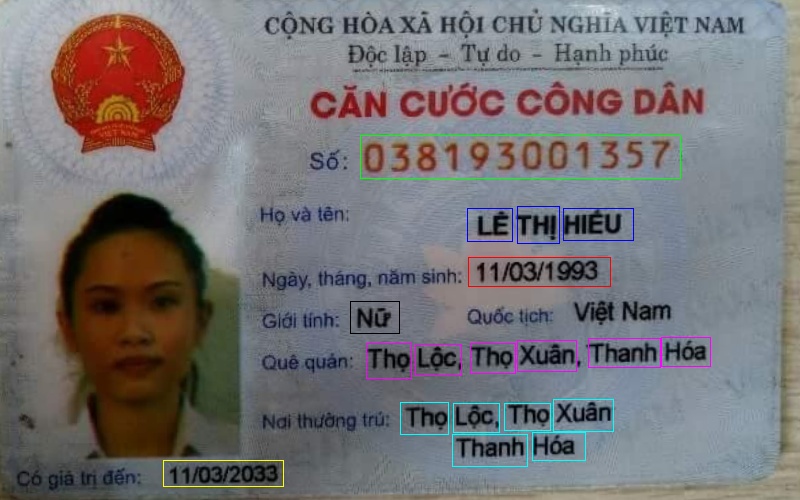 CỘNG HÒA XÃ HỘI CHỦ NGHĨA VIỆT NAM
Độc lập – Tự do – Hạnh phúc
CĂN CƯỚC CÔNG DÂN
Số: 038193001357
Họ và tên: LÊ THỊ HIẾU
Ngày, tháng, năm sinh: 11/03/1993
Giới tính: Nữ Quốc tịch: Việt Nam
Quê quán: Thọ Lộc, Thọ Xuân, Thanh Hóa
Nơi thường trú: Thọ Lộc, Thọ Xuân
Thanh Hóa
Có giá trị đến: 11/03/2033